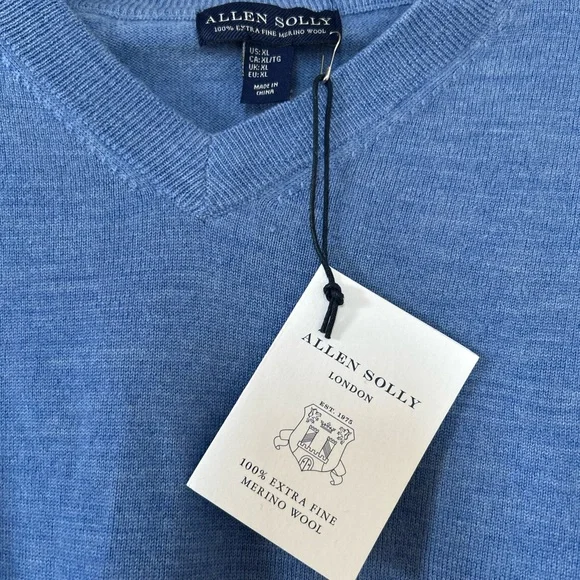 ALLEN SOLLY
100% EXTRA FINE MERINO WOOL
US: XL
CA: XL/TG
UK: XL
EU: XL
MADE IN
CHINA
ALLEN SOLLY
LONDON
EST. 1975
100% EXTRA FINE
MERINO WOOL